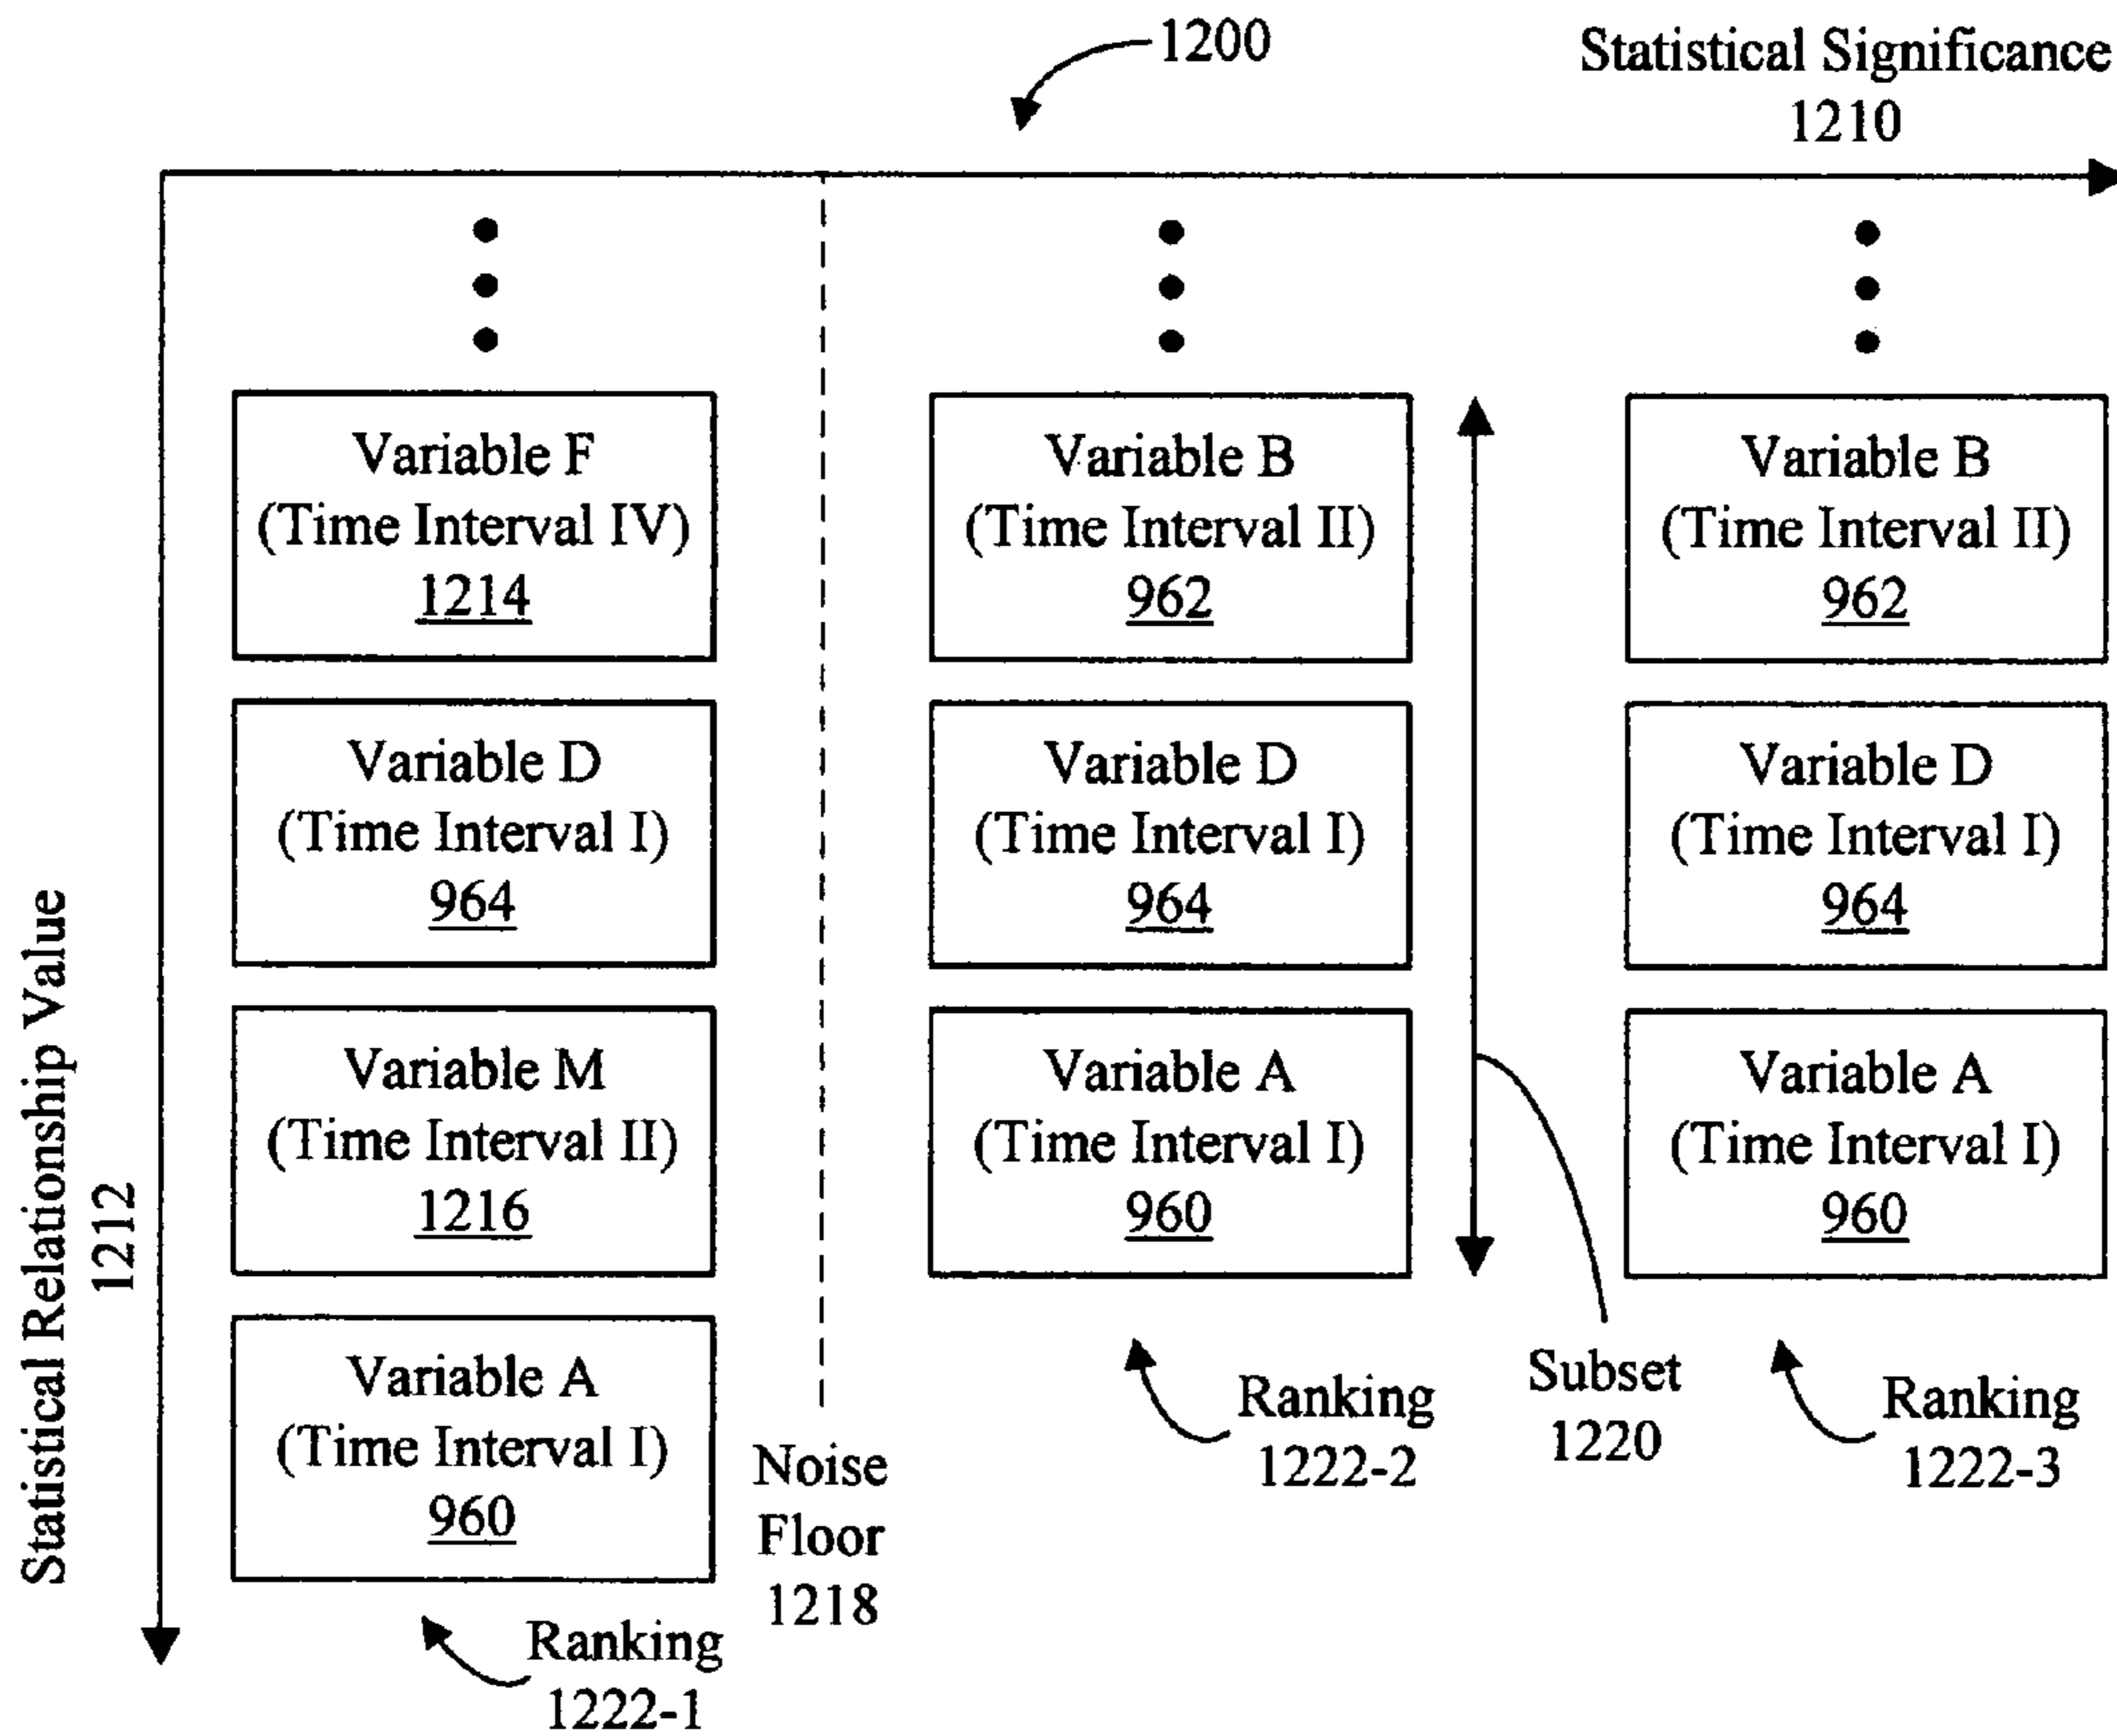 1200
Statistical Significance
1210
Variable F
(Time Interval IV)
1214
Variable B
(Time Interval II)
962
Variable B
(Time Interval II)
962
Variable D
(Time Interval I)
964
Variable D
(Time Interval I)
964
Variable D
(Time Interval I)
964
Variable M
(Time Interval II)
1216
Variable A
(Time Interval I)
960
Variable A
(Time Interval I)
960
Variable A
(Time Interval I)
960
Statistical Relationship Value
1212
Noise
Floor
1218
Ranking
1222-1
Ranking
1222-2
Subset
1220
Ranking
1222-3